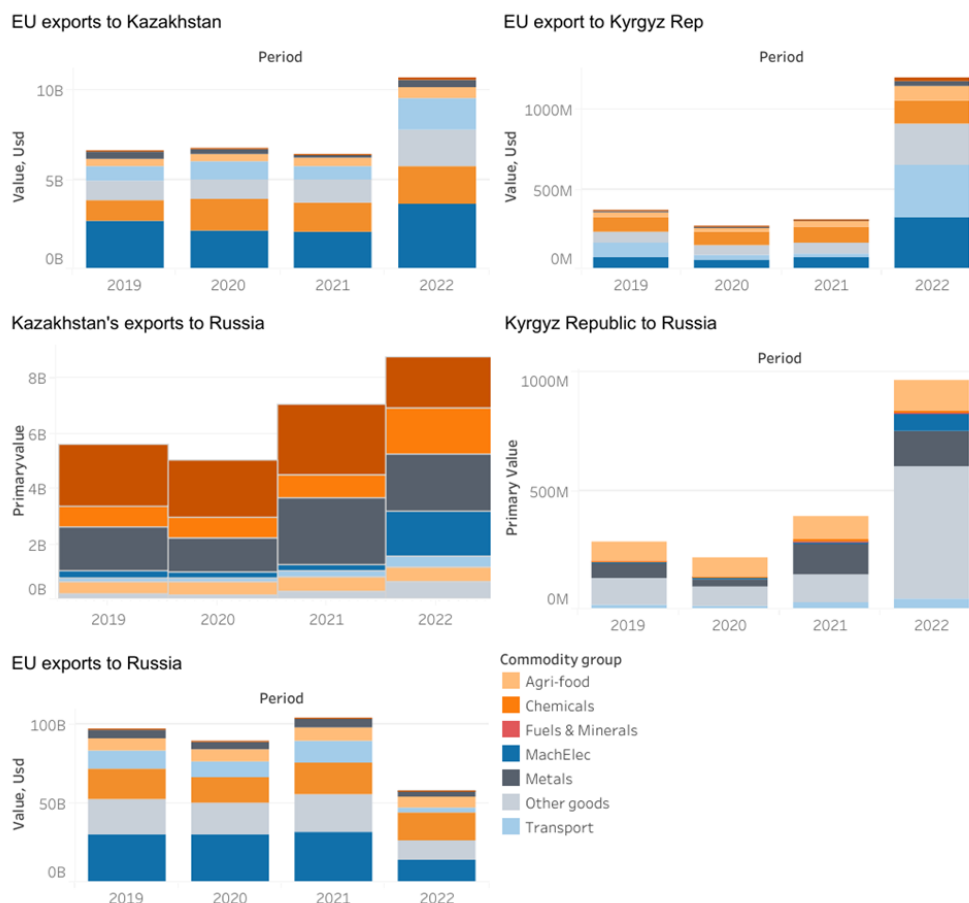 EU exports to Kazakhstan
Period
Value, Usd
10B
5B
0B
2019 2020 2021 2022
EU export to Kyrgyz Rep
Period
Value, Usd
1000M
500M
0M
2019 2020 2021 2022
Kazakhstan's exports to Russia
Primaryvalue
8B
6B
4B
2B
0B
2019 2020 2021 2022
Kyrgyz Republic to Russia
Period
Primary Value
1000M
500M
0M
2019 2020 2021 2022
EU exports to Russia
Period
Value, Usd
100B
50B
0B
2019 2020 2021 2022
Commodity group
Agri-food
Chemicals
Fuels & Minerals
MachElec
Metals
Other goods
Transport